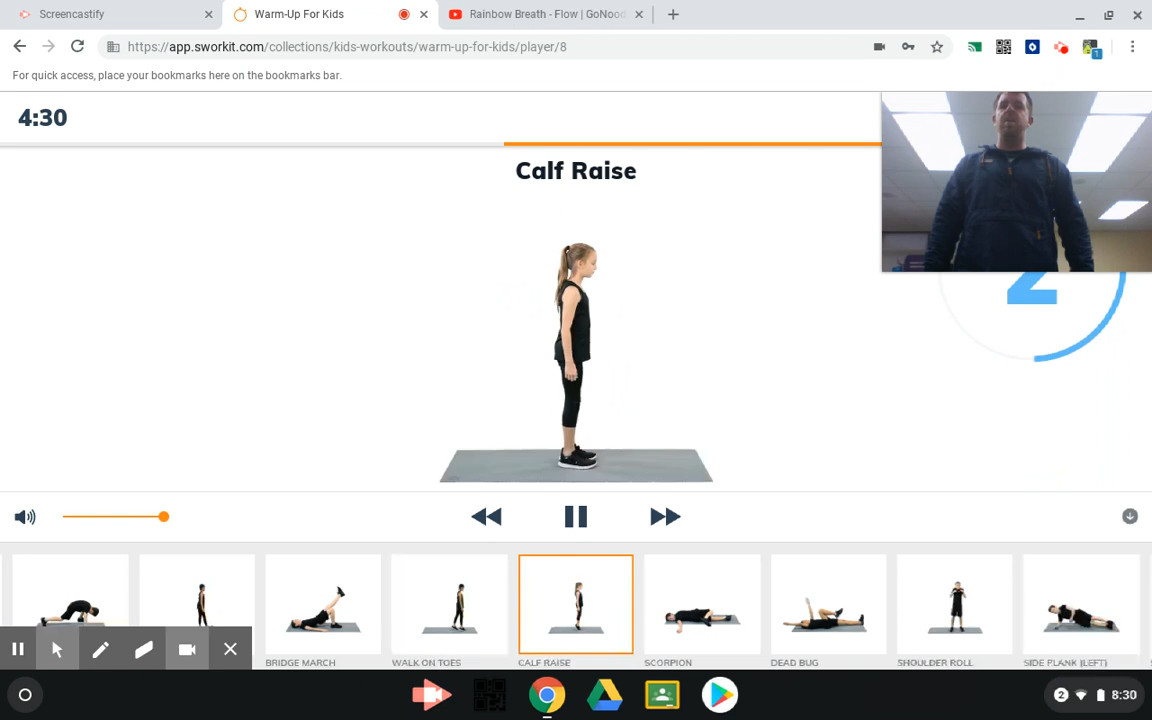 Screencastify
Warm-Up For Kids
Rainbow Breath - Flow | GoNood
https://app.sworkit.com/collections/kids-workouts/warm-up-for-kids/player/8
1
For quick access, place your bookmarks here on the bookmarks bar.
4:30
Calf Raise
2
BRIDGE MARCH
WALK ON TOES
CALF RAISE
SCORPION
DEAD BUG
SHOULDER ROLL
SIDE PLANK (LEFT)
2
8:30